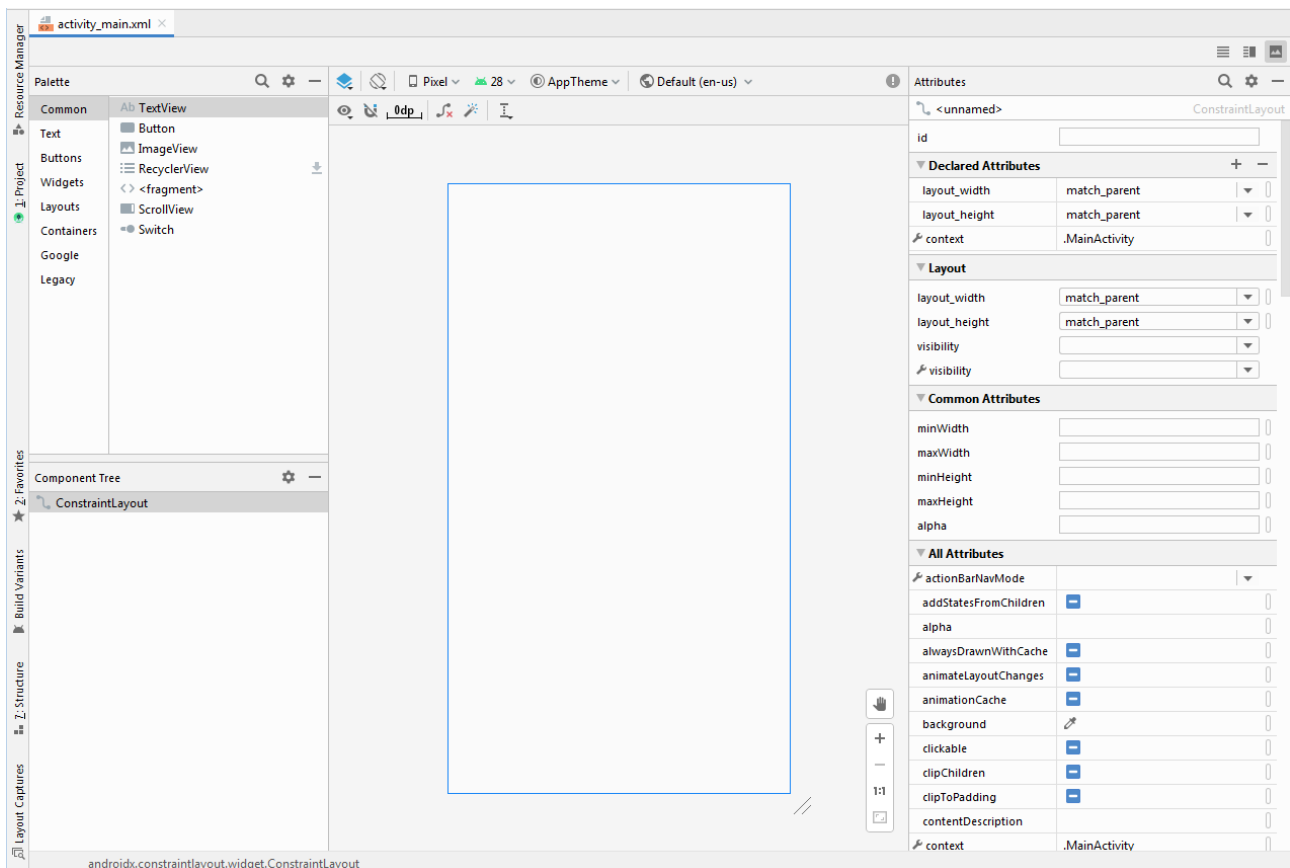 activity_main.xml
Resource Manager
1: Project
2: Favorites
Build Variants
7: Structure
Layout Captures
Palette
Common
Text
Buttons
Widgets
Layouts
Containers
Google
Legacy
Ab TextView
Button
ImageView
RecyclerView
<fragment>
ScrollView
Switch
Component Tree
ConstraintLayout
Pixel
28
AppTheme
Default (en-us)
0dp
1:1
Attributes
<unnamed> ConstraintLayout
id
Declared Attributes
layout_width match_parent
layout_height match_parent
context .MainActivity
Layout
layout_width match_parent
layout_height match_parent
visibility
visibility
Common Attributes
minWidth
maxWidth
minHeight
maxHeight
alpha
All Attributes
actionBarNavMode
addStatesFromChildren
alpha
alwaysDrawnWithCache
animateLayoutChanges
animationCache
background
clickable
clipChildren
clipToPadding
contentDescription
context .MainActivity
androidx.constraintlayout.widget.ConstraintLayout